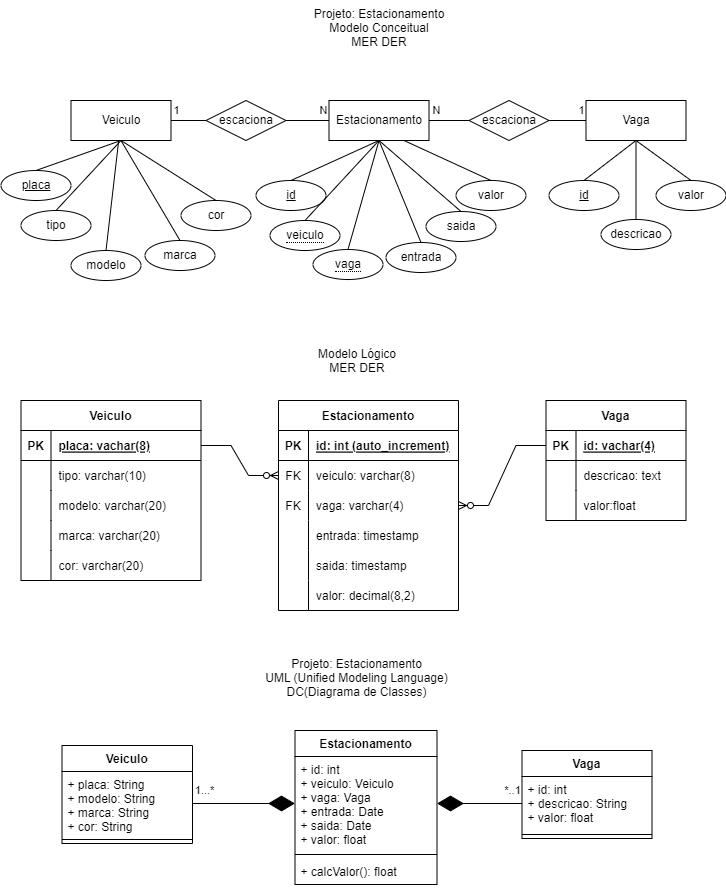 Projeto: Estacionamento
Modelo Conceitual
MER DER
Veiculo
1
escaciona
N
Estacionamento
N
escaciona
1
Vaga
placa
tipo
modelo
marca
cor
id
veiculo
vaga
entrada
saida
valor
id
descricao
valor
Modelo Lógico
MER DER
Veiculo
PK placa: vachar(8)
tipo: varchar(10)
modelo: varchar(20)
marca: varchar(20)
cor: varchar(20)
Estacionamento
PK id: int (auto_increment)
FK veiculo: varchar(8)
FK vaga: varchar(4)
entrada: timestamp
saida: timestamp
valor: decimal(8,2)
Vaga
PK id: vachar(4)
descricao: text
valor:float
Projeto: Estacionamento
UML (Unified Modeling Language)
DC(Diagrama de Classes)
Veiculo
+ placa: String
+ modelo: String
+ marca: String
+ cor: String
1...*
Estacionamento
+ id: int
+ veiculo: Veiculo
+ vaga: Vaga
+ entrada: Date
+ saida: Date
+ valor: float
+ calcValor(): float
*..1
Vaga
+ id: int
+ descricao: String
+ valor: float